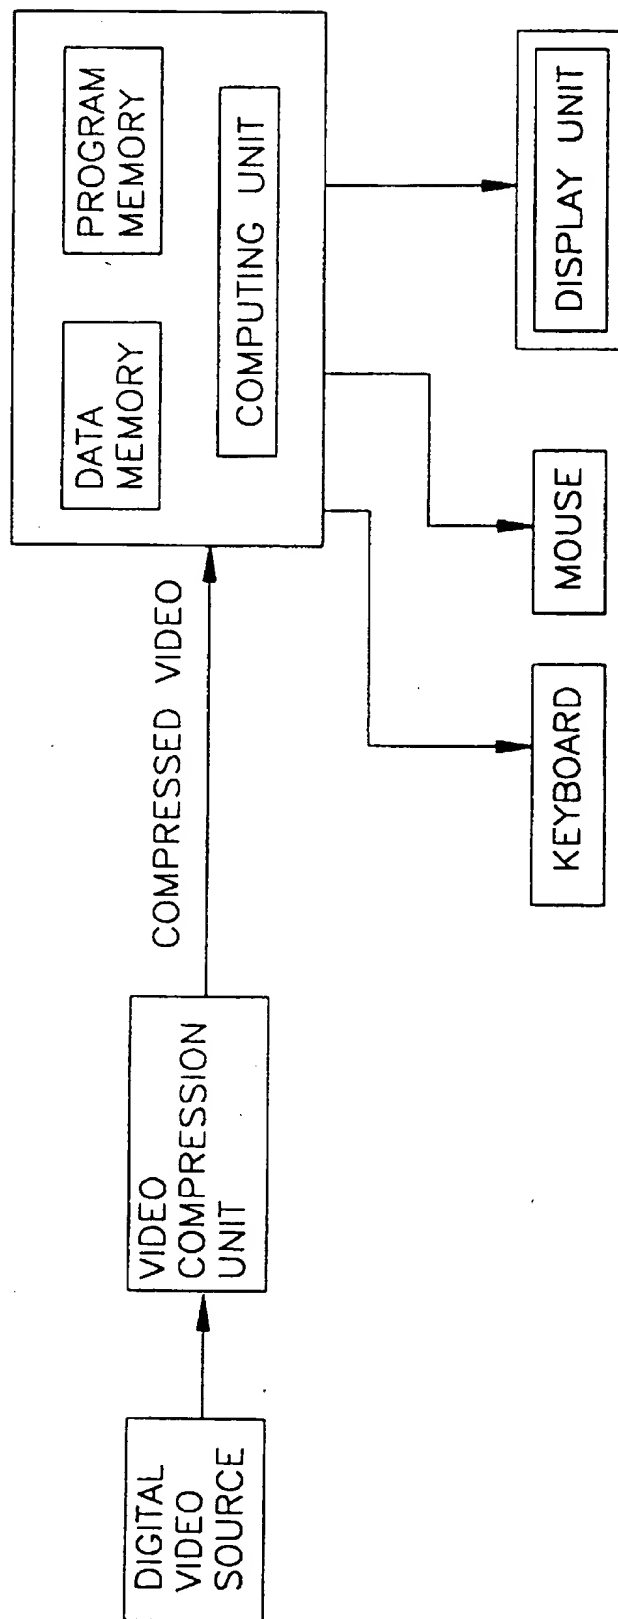 DIGITAL
VIDEO
SOURCE
VIDEO
COMPRESSION
UNIT
COMPRESSED VIDEO
DATA
MEMORY
PROGRAM
MEMORY
COMPUTING UNIT
KEYBOARD
MOUSE
DISPLAY UNIT